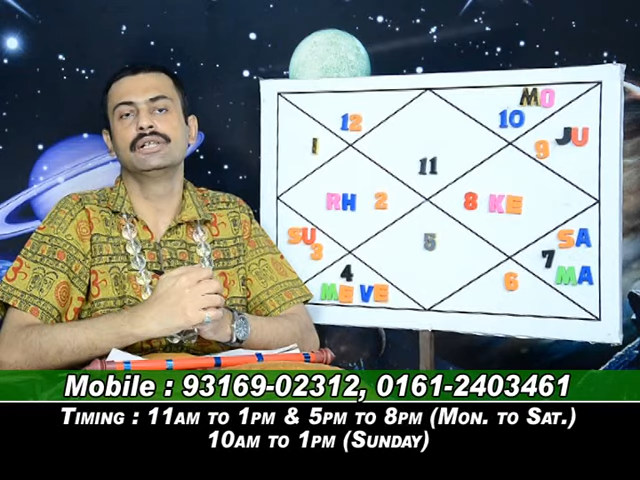 MO
12
10
JU
1
9
11
RH 2
8 KE
SU
3
5
SA
7
MA
4
6
ME VE
Mobile : 93169-02312, 0161-2403461
TIMING : 11AM TO 1PM & 5PM TO 8PM (MON. TO SAT.)
10AM TO 1PM (SUNDAY)